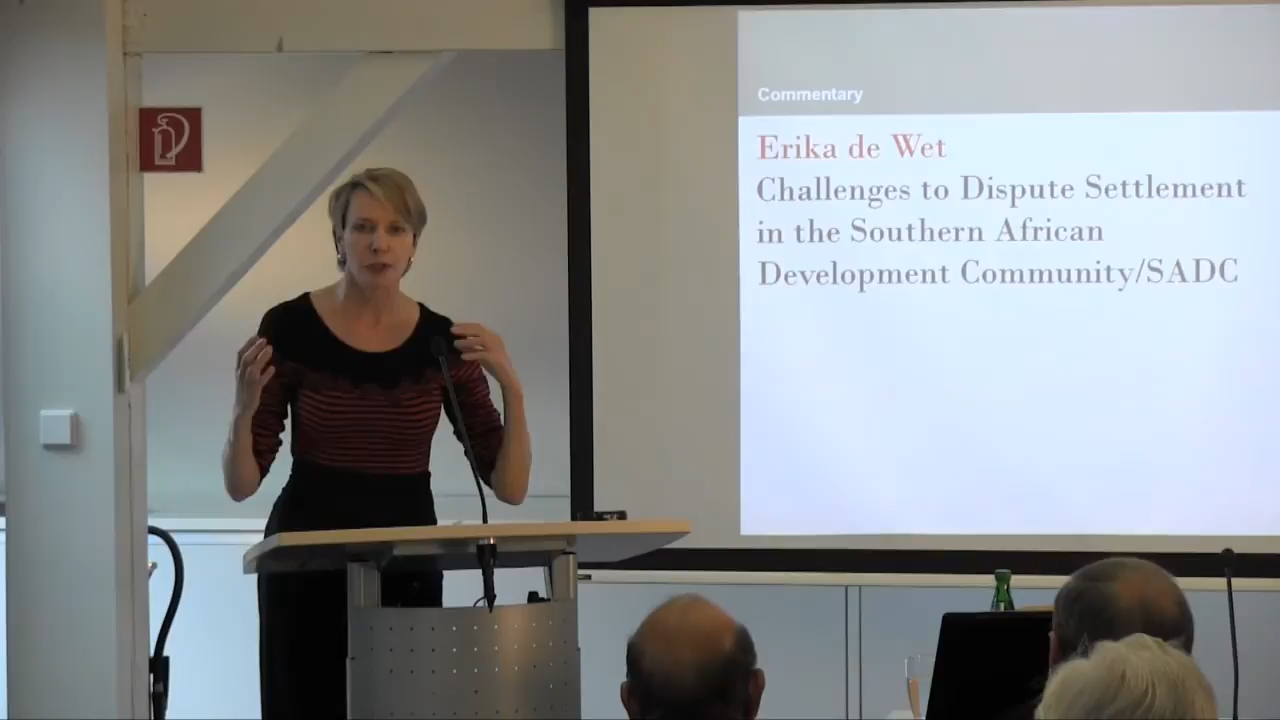 Commentary
Erika de Wet
Challenges to Dispute Settlement
in the Southern African
Development Community/SADC